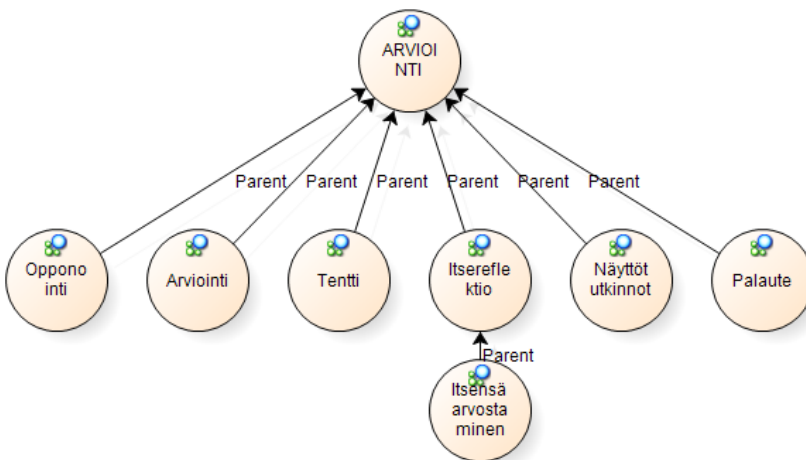 ARVIOI
NTI
Parent Parent Parent Parent Parent Parent
Oppono
inti
Arviointi
Tentti
Itserefle
ktio
Näyttöt
utkinnot
Palaute
Parent
Itsensä
arvosta
minen